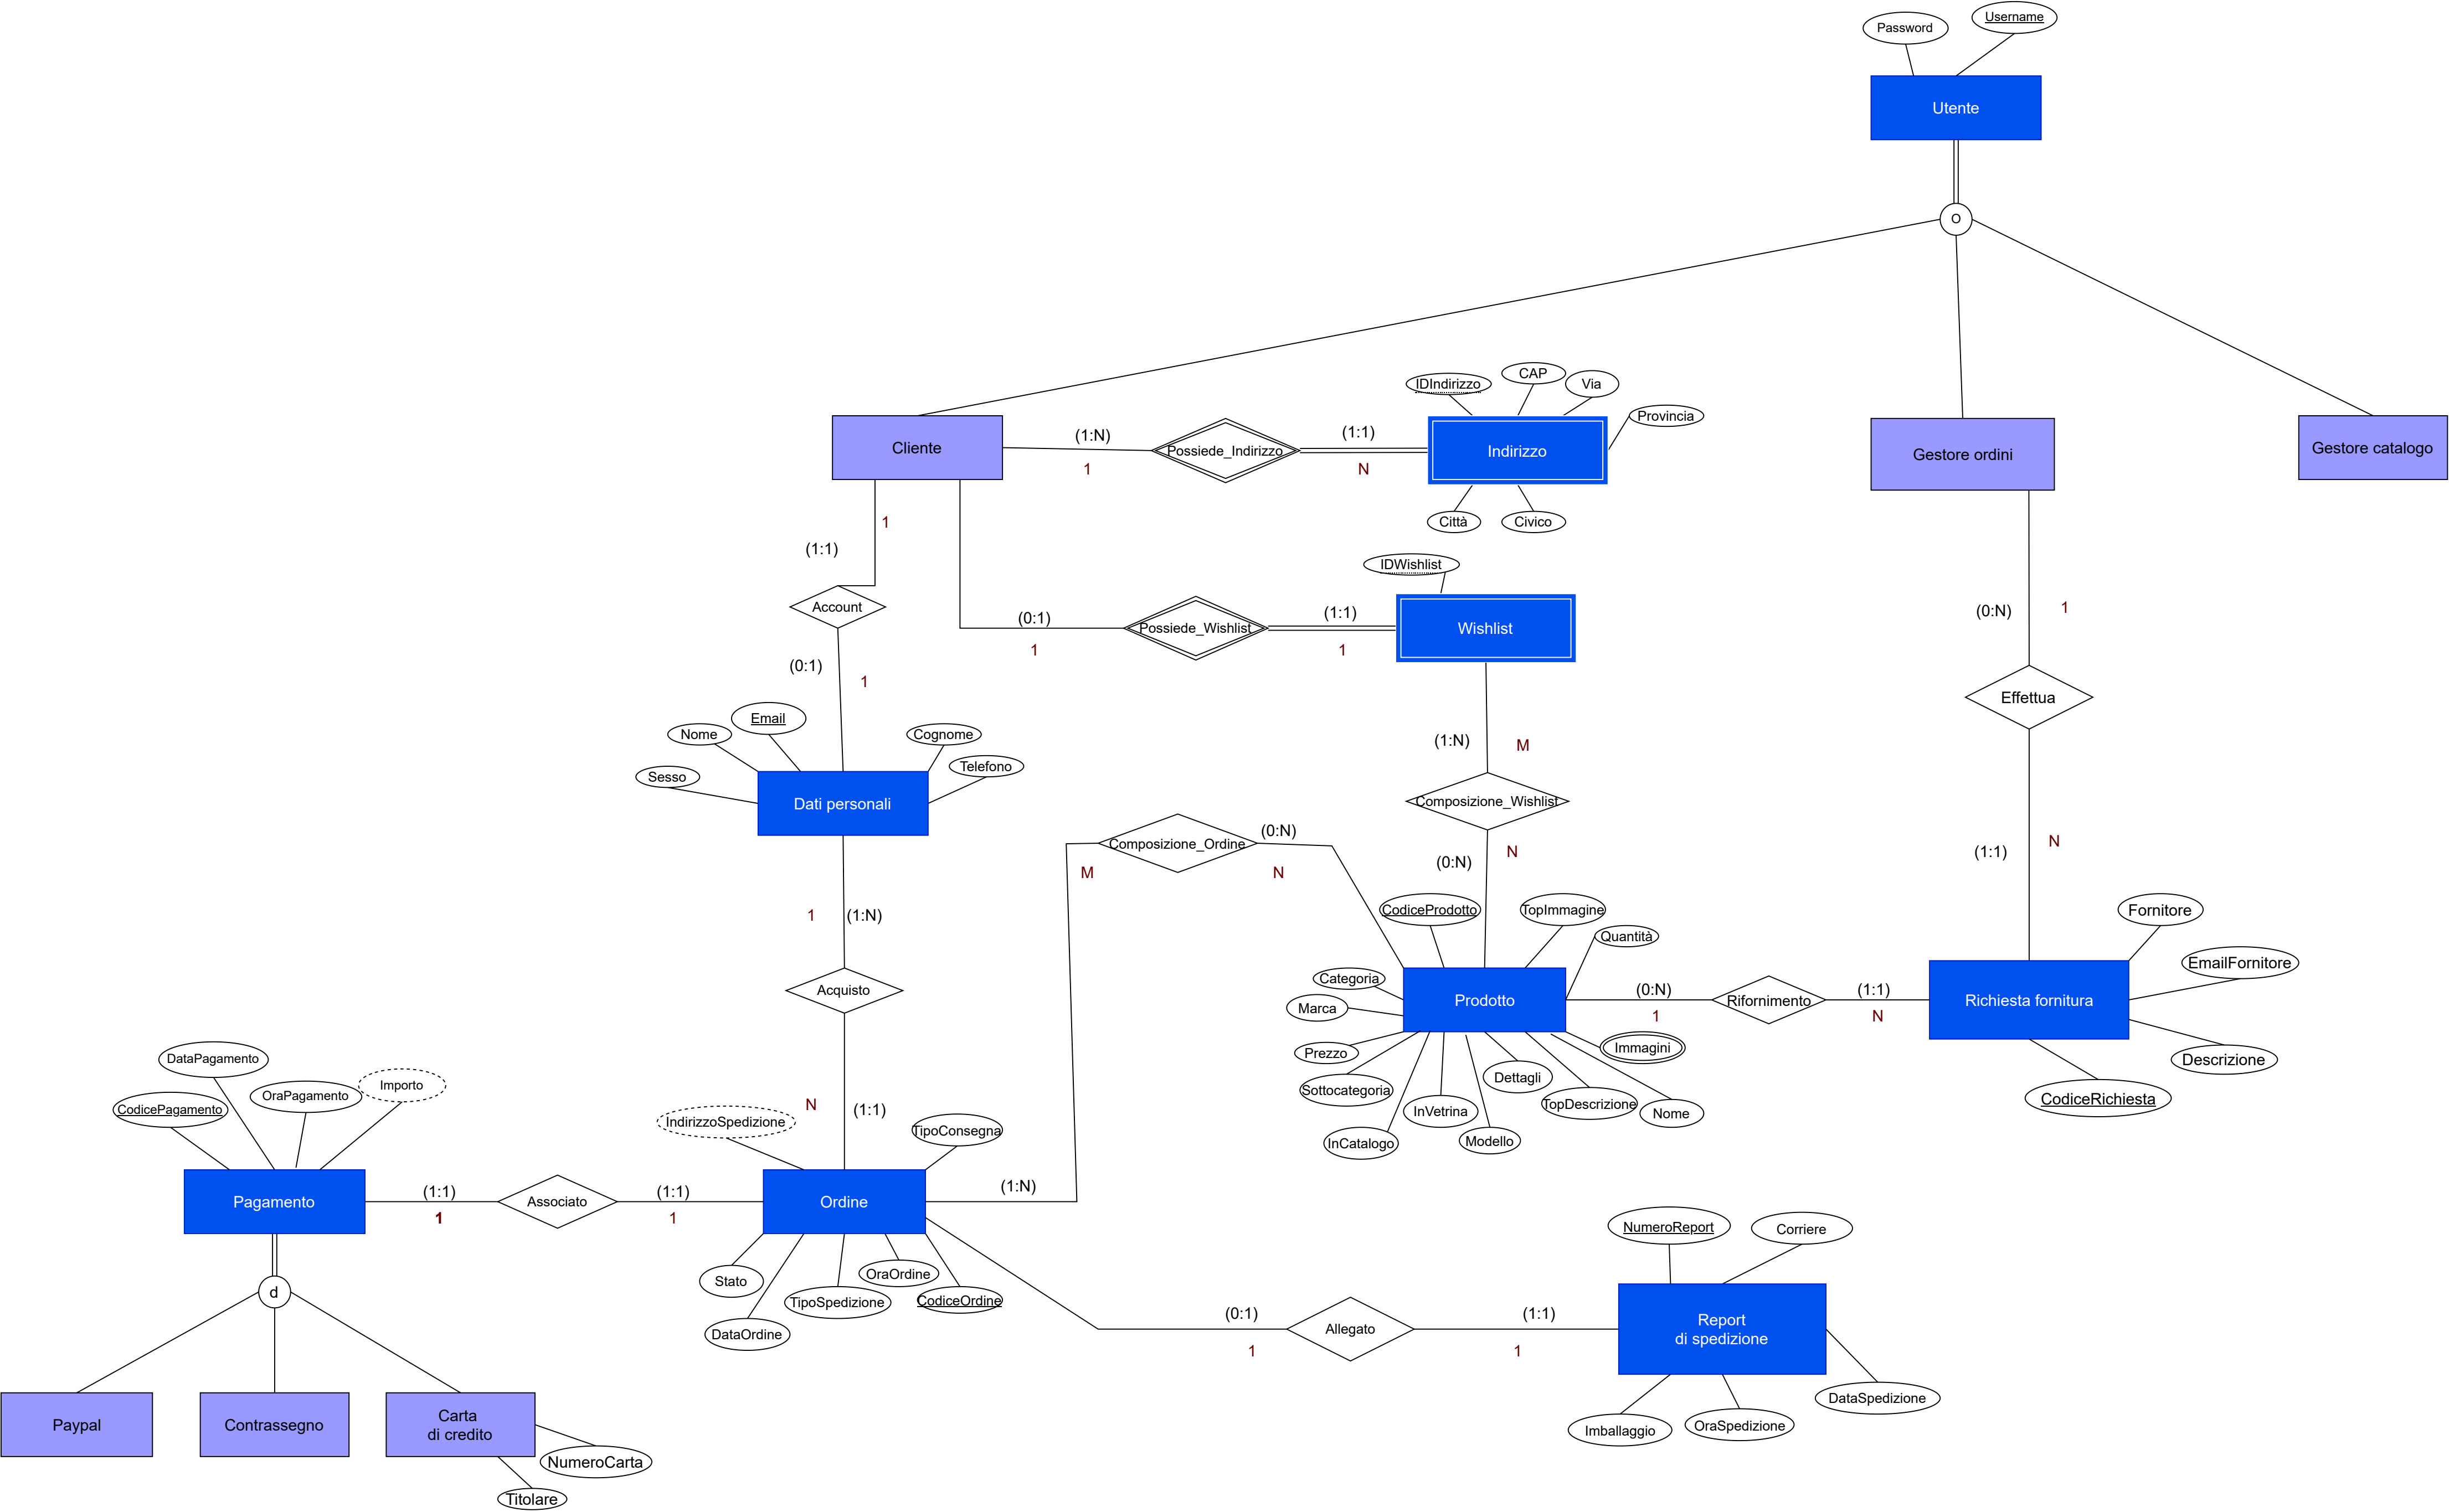 Password
Username
Utente
O
Cliente
(1:N)
1
Possiede_Indirizzo
(1:1)
N
IDIndirizzo
CAP
Via
Provincia
Indirizzo
Città
Civico
Gestore ordini
Gestore catalogo
1
(1:1)
Account
(0:1)
1
(0:1)
1
Possiede_Wishlist
(1:1)
1
IDWishlist
Wishlist
(0:N)
1
Effettua
(1:1)
N
Nome
Email
Cognome
Sesso
Telefono
Dati personali
(1:N)
M
Composizione_Wishlist
(0:N)
N
Composizione_Ordine
(0:N)
M
N
1
(1:N)
Acquisto
N
(1:1)
CodiceProdotto
TopImmagine
Quantità
Categoria
Marca
Prodotto
Prezzo
Immagini
Sottocategoria
Dettagli
InVetrina
TopDescrizione
Nome
InCatalogo
Modello
(0:N)
1
Rifornimento
(1:1)
N
Fornitore
EmailFornitore
Richiesta fornitura
Descrizione
CodiceRichiesta
DataPagamento
Importo
OraPagamento
CodicePagamento
Pagamento
(1:1)
1
Associato
(1:1)
1
IndirizzoSpedizione
TipoConsegna
Ordine
(1:N)
Stato
OraOrdine
TipoSpedizione
CodiceOrdine
DataOrdine
d
Paypal
Contrassegno
Carta
di credito
NumeroCarta
Titolare
(0:1)
1
Allegato
(1:1)
1
NumeroReport
Corriere
Report
di spedizione
DataSpedizione
OraSpedizione
Imballaggio